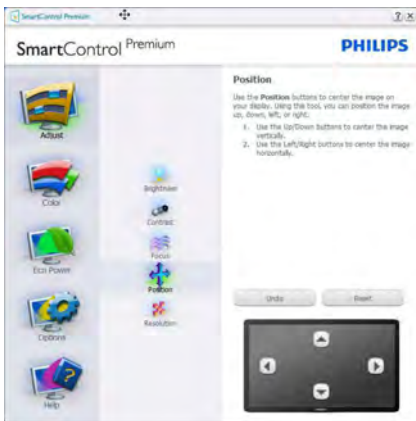 SmartControl Premium
SmartControl Premium
PHILIPS
Adjust
Color
Eco Power
Options
Help
Brightness
Contrast
Focus
Position
Resolution
Position
Use the Position buttons to center the image on
your display. Using the tool, you can position the image
up, down, left, or right.
1. Use the Up/Down buttons to center the image
vertically.
2. Use the Left/Right buttons to center the image
horizontally.
Undo
Reset